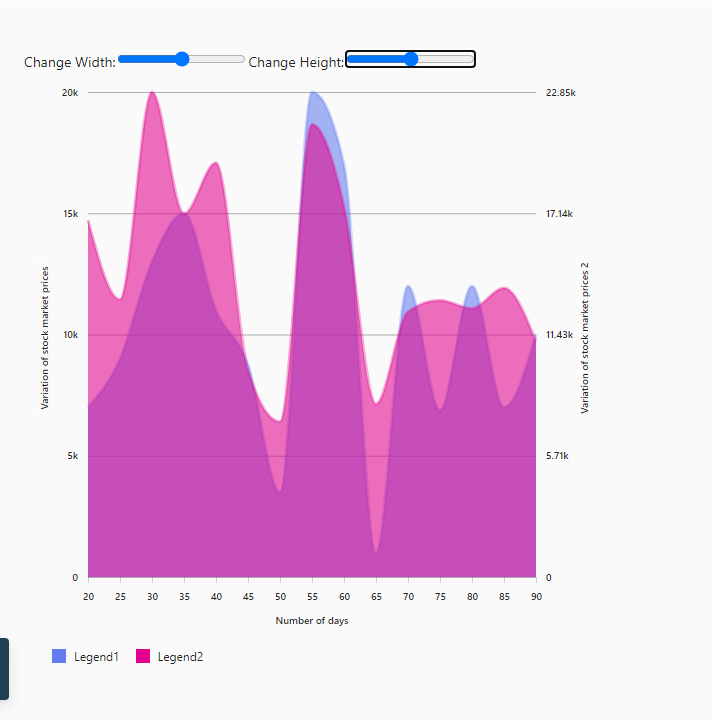 Change Width: Change Height:
20k 22.85k
15k 17.14k
10k 11.43k
5k 5.71k
0 0
Variation of stock market prices
Variation of stock market prices 2
20 25 30 35 40 45 50 55 60 65 70 75 80 85 90
Number of days
Legend1 Legend2